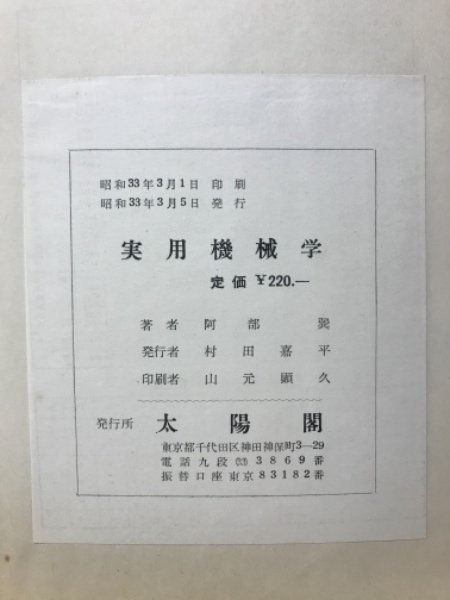 昭和33年3月1日 印刷
昭和33年3月5日 発行
実用機械学
定価 ¥220.—
著者 阿部巽
発行者 村田嘉平
印刷者 山元顕久
発行所 太陽閣
東京都千代田区神田神保町3—29
電話九段(33)3869番
振替口座東京83182番